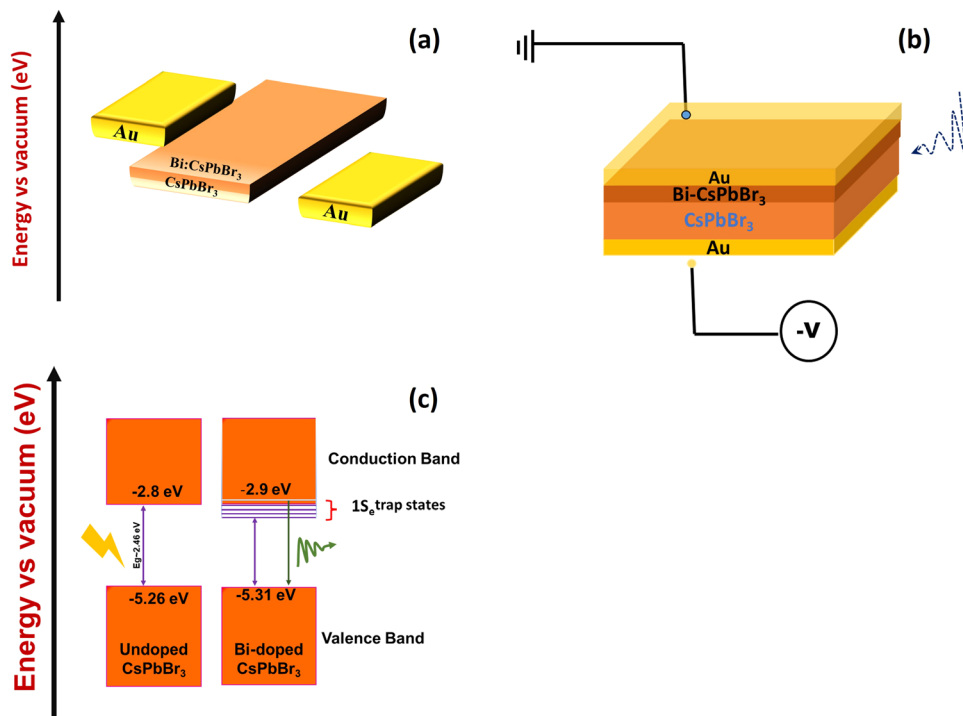 Energy vs vacuum (eV)
(a)
Au
Bi:CsPbBr₃
CsPbBr₃
Au
(b)
Au
Bi-CsPbBr₃
CsPbBr₃
Au
-V
Energy vs vacuum (eV)
(c)
Conduction Band
-2.8 eV
-2.9 eV
1Sₑ trap states
Eg~2.46 eV
-5.26 eV
-5.31 eV
Valence Band
Undoped
CsPbBr₃
Bi-doped
CsPbBr₃